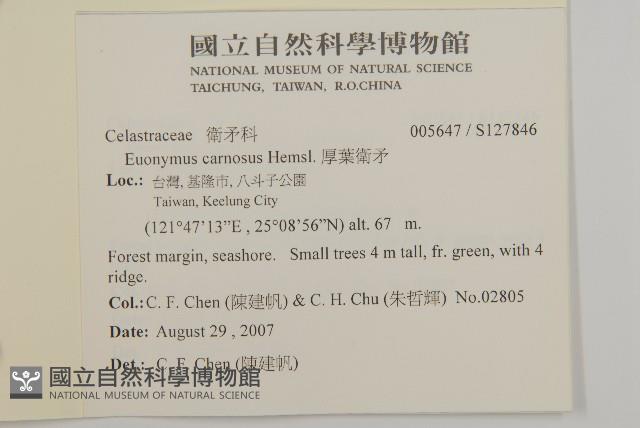 國立自然科學博物館
NATIONAL MUSEUM OF NATURAL SCIENCE
TAICHUNG, TAIWAN, R.O.CHINA
Celastraceae 衛矛科 005647 / S127846
Euonymus carnosus Hemsl. 厚葉衛矛
Loc.: 台灣, 基隆市, 八斗子公園
Taiwan, Keelung City
(121°47'13”E , 25°08'56”N) alt. 67 m.
Forest margin, seashore. Small trees 4 m tall, fr. green, with 4
ridge.
Col.: C. F. Chen (陳建帆) & C. H. Chu (朱哲輝) No.02805
Date: August 29 , 2007
Det.: C. F. Chen (陳建帆)
國立自然科學博物館
NATIONAL MUSEUM OF NATURAL SCIENCE